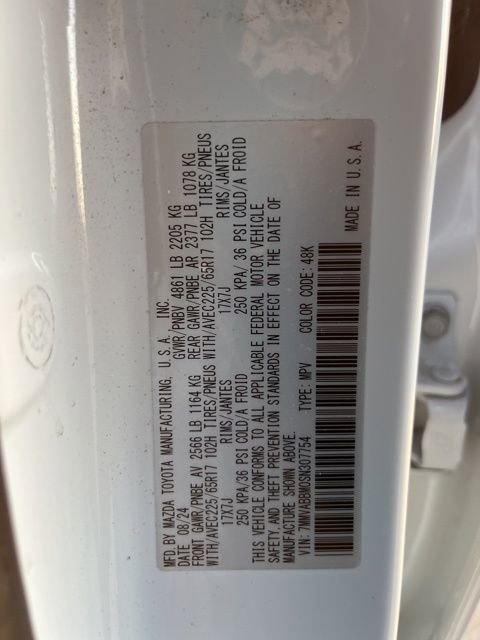 MFD.BY MAZDA TOYOTA MANUFACTURING, U.S.A., INC.
DATE 08/24 GVWR/PNBV 4861 LB 2205 KG
FRONT GAWR/PNBE AV 2566 LB 1164 KG REAR GAWR/PNBE AR 2377 LB 1078 KG
WITH/AVEC225/65R17 102H TIRES/PNEUS WITH/AVEC225/65R17 102H TIRES/PNEUS
17X7J RIMS/JANTES 17X7J RIMS/JANTES
250 KPA/36 PSI COLD/A FROID 250 KPA/36 PSI COLD/A FROID
THIS VEHICLE CONFORMS TO ALL APPLICABLE FEDERAL MOTOR VEHICLE
SAFETY AND THEFT PREVENTION STANDARDS IN EFFECT ON THE DATE OF
MANUFACTURE SHOWN ABOVE.
VIN: 7MMVABBM0SN307754 TYPE: MPV COLOR CODE: 48K
MADE IN U.S.A.